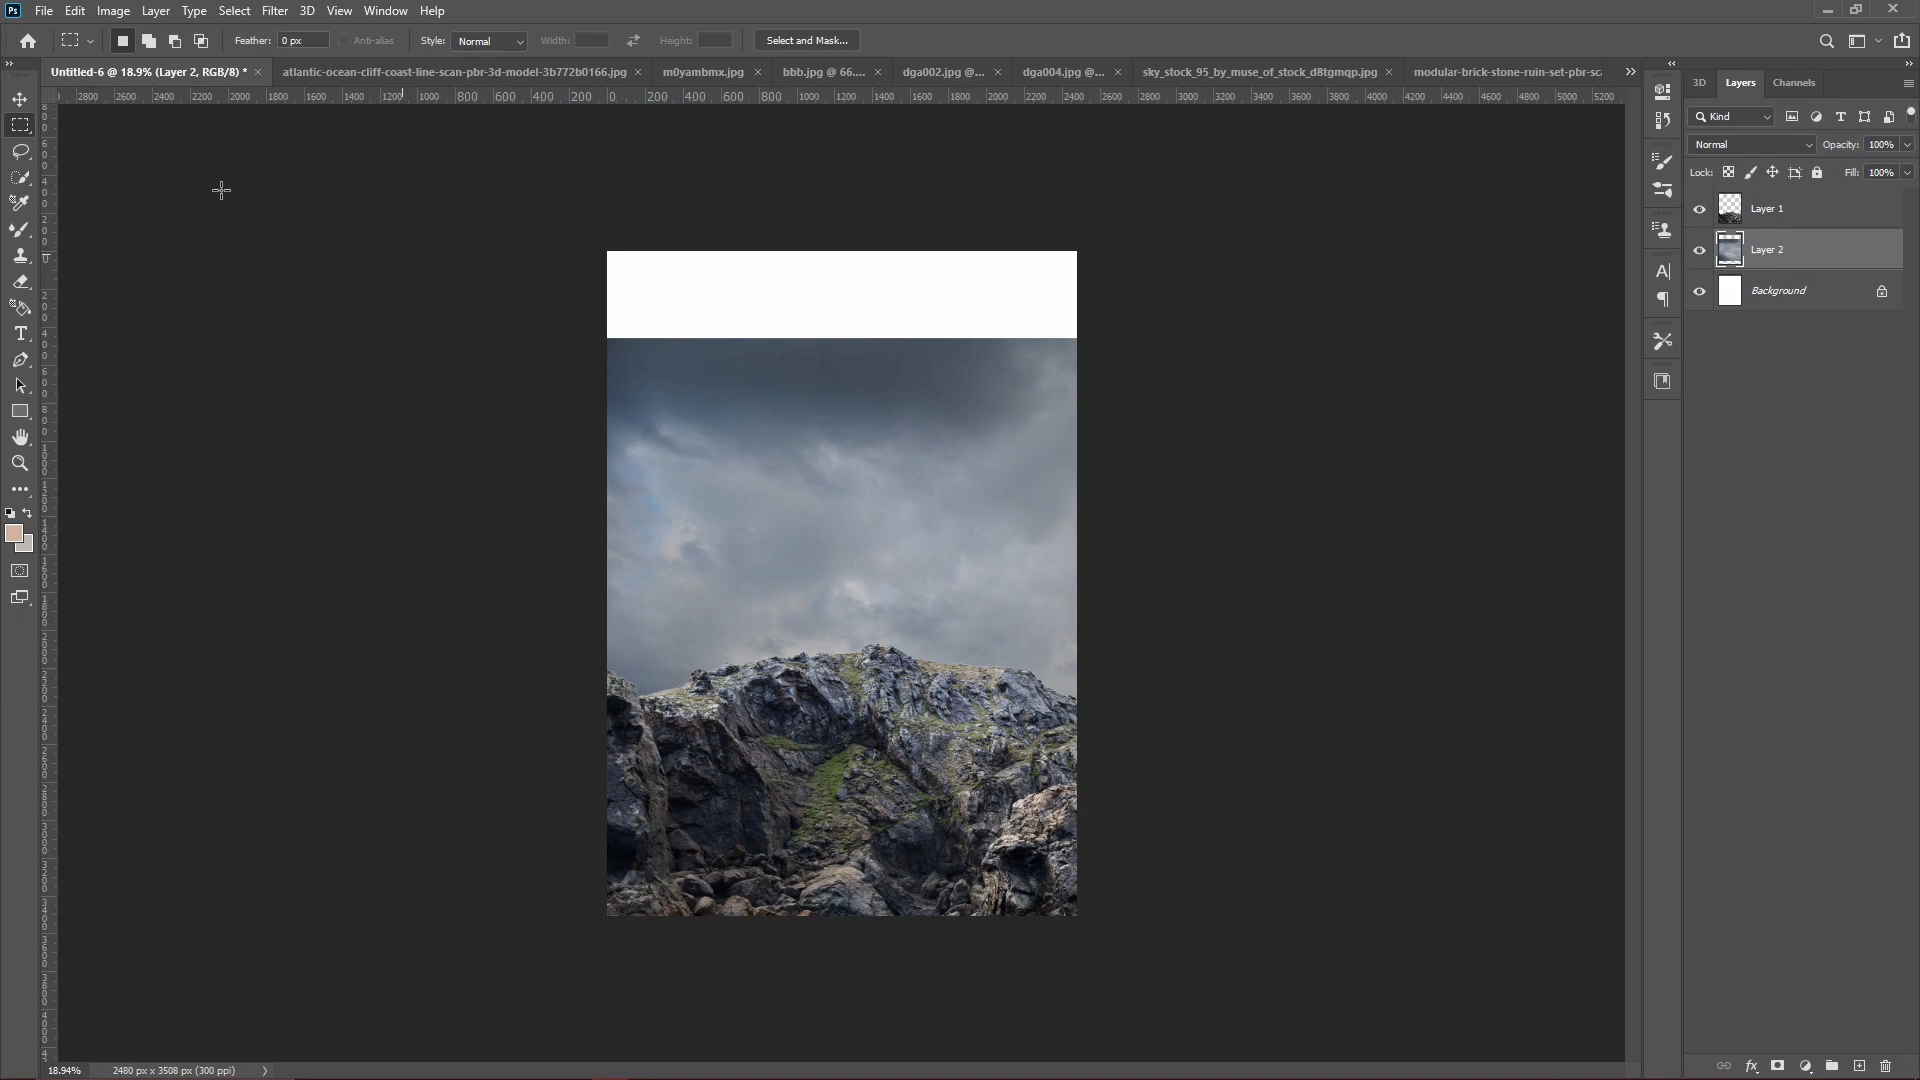 Ps File Edit Image Layer Type Select Filter 3D View Window Help
Feather: 0 px Anti-alias Style: Normal Width: Height: Select and Mask...
Untitled-6 @ 18.9% (Layer 2, RGB/8) * atlantic-ocean-cliff-coast-line-scan-pbr-3d-model-3b772b0166.jpg m0yambmx.jpg bbb.jpg @ 66.... dga002.jpg @... dga004.jpg @... sky_stock_95_by_muse_of_stock_d8tgmqp.jpg modular-brick-stone-ruin-set-pbr-sca
2800 2600 2400 2200 2000 1800 1600 1400 1200 1000 800 600 400 200 0 200 400 600 800 1000 1200 1400 1600 1800 2000 2200 2400 2600 2800 3000 3200 3400 3600 3800 4000 4200 4400 4600 4800 5000 5200
3D Layers Channels
Kind
Normal Opacity: 100%
Lock: Fill: 100%
Layer 1
Layer 2
Background
18.94% 2480 px x 3508 px (300 ppi)